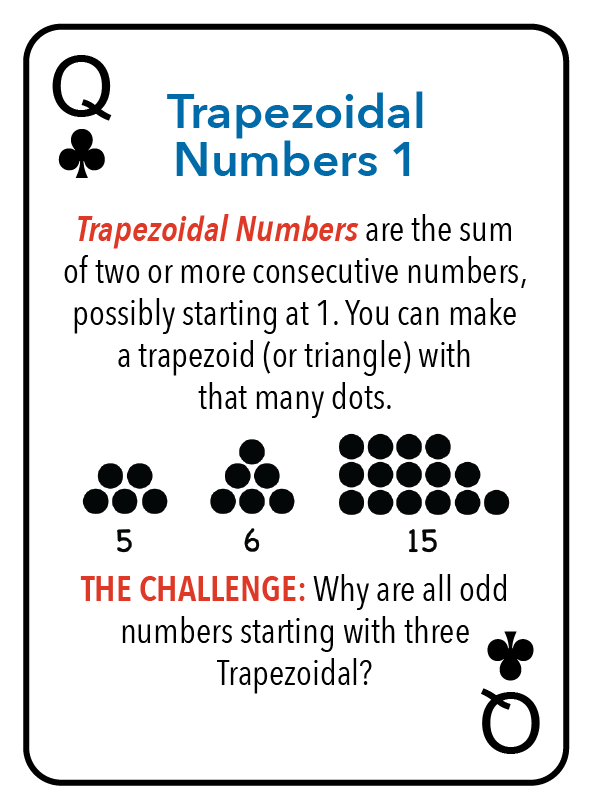 Q
Trapezoidal
Numbers 1
Trapezoidal Numbers are the sum
of two or more consecutive numbers,
possibly starting at 1. You can make
a trapezoid (or triangle) with
that many dots.
5 6 15
THE CHALLENGE: Why are all odd
numbers starting with three
Trapezoidal?
Q